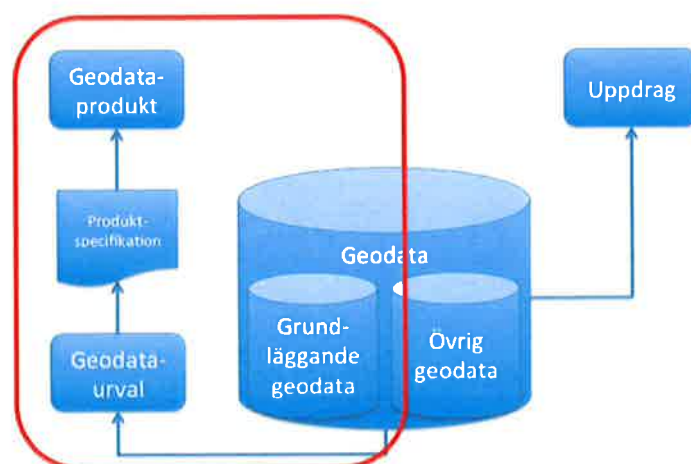 Geodata-
produkt
Uppdrag
Produkt-
specifikation
Geodata
Grund-
läggande
geodata
Övrig
geodata
Geodata-
urval